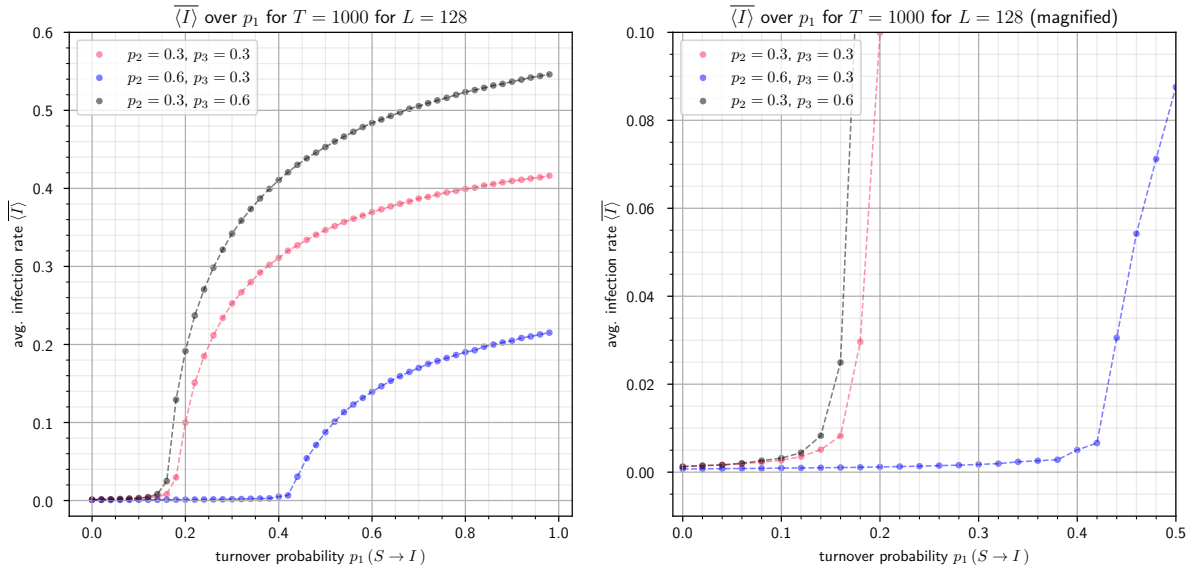 ⟨I⟩ over p₁ for T = 1000 for L = 128
0.6
0.5
0.4
0.3
0.2
0.1
0.0
avg. infection rate ⟨I⟩
p₂ = 0.3, p₃ = 0.3
p₂ = 0.6, p₃ = 0.3
p₂ = 0.3, p₃ = 0.6
0.0 0.2 0.4 0.6 0.8 1.0
turnover probability p₁ (S → I)
⟨I⟩ over p₁ for T = 1000 for L = 128 (magnified)
0.10
0.08
0.06
0.04
0.02
0.00
avg. infection rate ⟨I⟩
p₂ = 0.3, p₃ = 0.3
p₂ = 0.6, p₃ = 0.3
p₂ = 0.3, p₃ = 0.6
0.0 0.1 0.2 0.3 0.4 0.5
turnover probability p₁ (S → I)